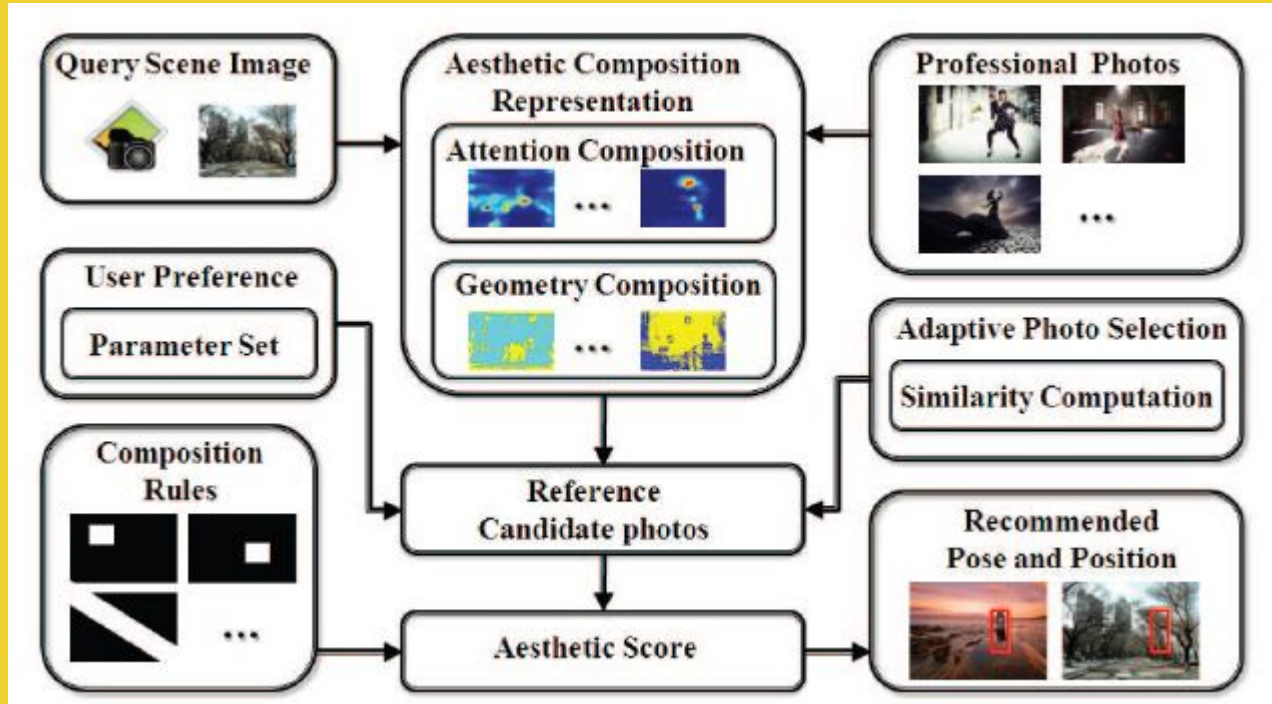 Query Scene Image
Aesthetic Composition
Representation
Attention Composition
...
Geometry Composition
...
Professional Photos
...
User Preference
Parameter Set
Adaptive Photo Selection
Similarity Computation
Composition
Rules
...
Reference
Candidate photos
Aesthetic Score
Recommended
Pose and Position